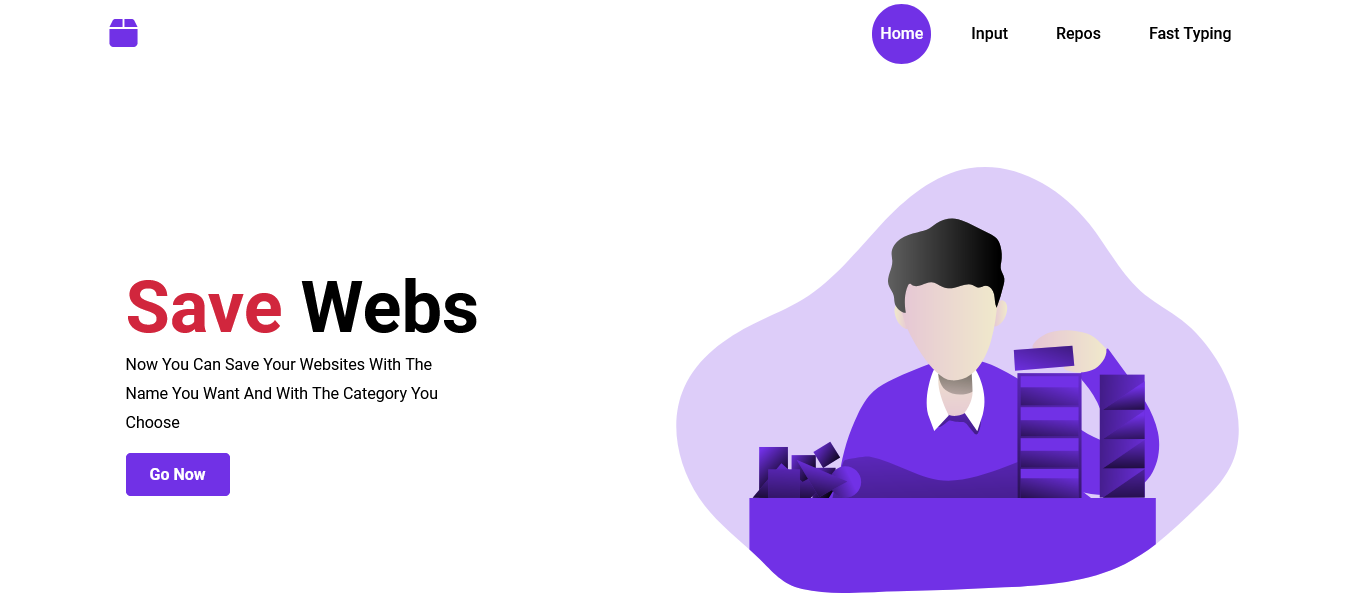 Home Input Repos Fast Typing
Save Webs
Now You Can Save Your Websites With The
Name You Want And With The Category You
Choose
Go Now